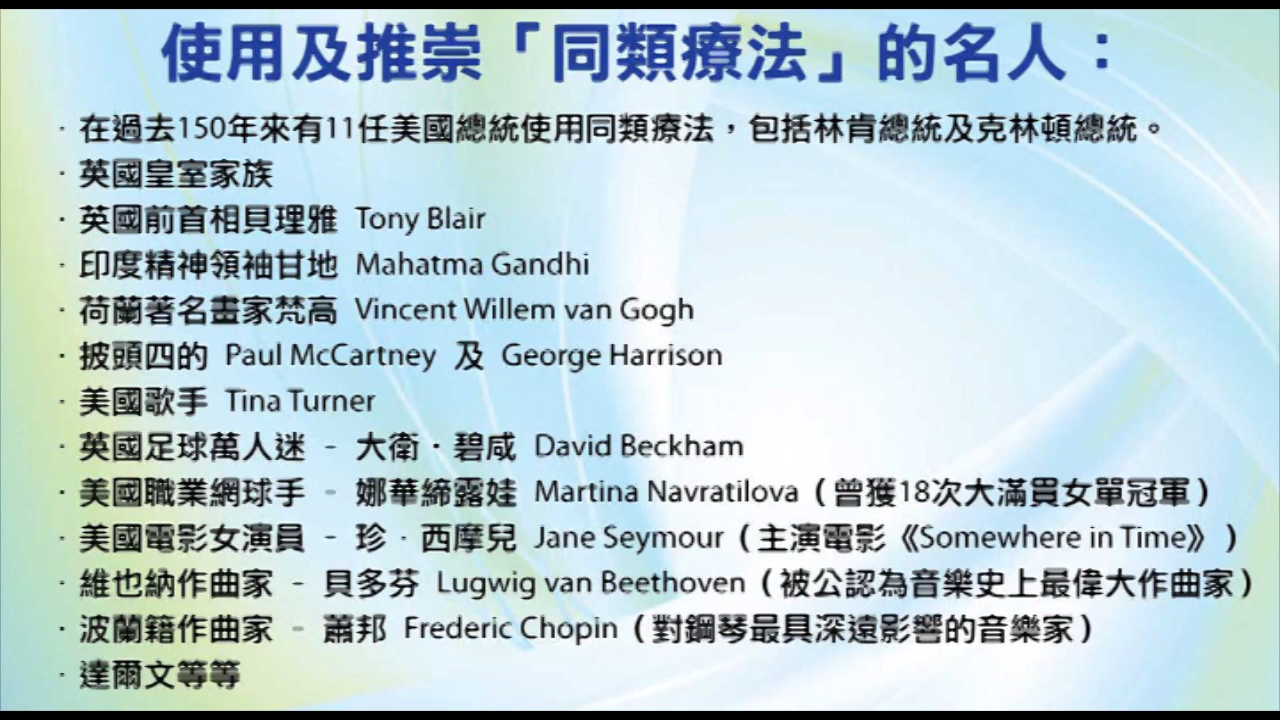 使用及推崇「同類療法」的名人：
· 在過去150年來有11任美國總統使用同類療法，包括林肯總統及克林頓總統。
· 英國皇室家族
· 英國前首相貝理雅 Tony Blair
· 印度精神領袖甘地 Mahatma Gandhi
· 荷蘭著名畫家梵高 Vincent Willem van Gogh
· 披頭四的 Paul McCartney 及 George Harrison
· 美國歌手 Tina Turner
· 英國足球萬人迷 - 大衛·碧咸 David Beckham
· 美國職業網球手 - 娜華締露娃 Martina Navratilova（曾獲18次大滿貫女單冠軍）
· 美國電影女演員 - 珍·西摩兒 Jane Seymour（主演電影《Somewhere in Time》）
· 維也納作曲家 - 貝多芬 Lugwig van Beethoven（被公認為音樂史上最偉大作曲家）
· 波蘭籍作曲家 - 蕭邦 Frederic Chopin（對鋼琴最具深遠影響的音樂家）
· 達爾文等等